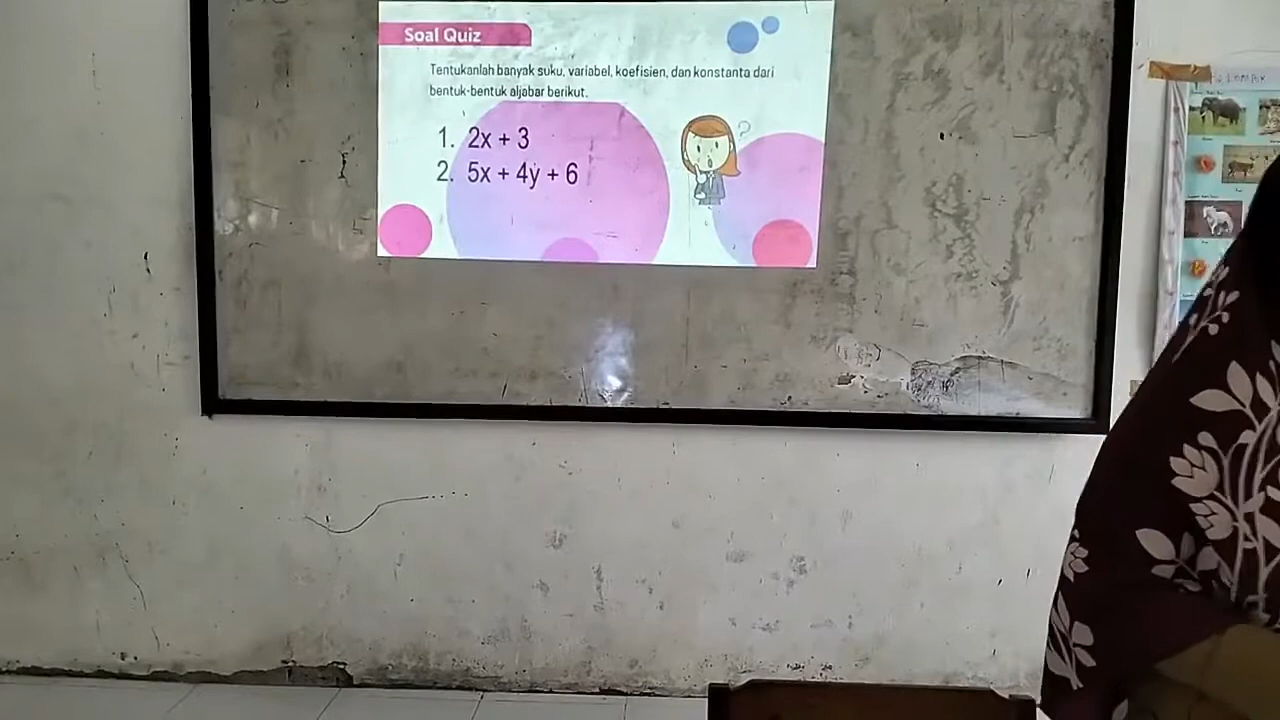 Soal Quiz
Tentukanlah banyak suku, variabel, koefisien, dan konstanta dari
bentuk-bentuk aljabar berikut.
1. 2x + 3
2. 5x + 4y + 6
?